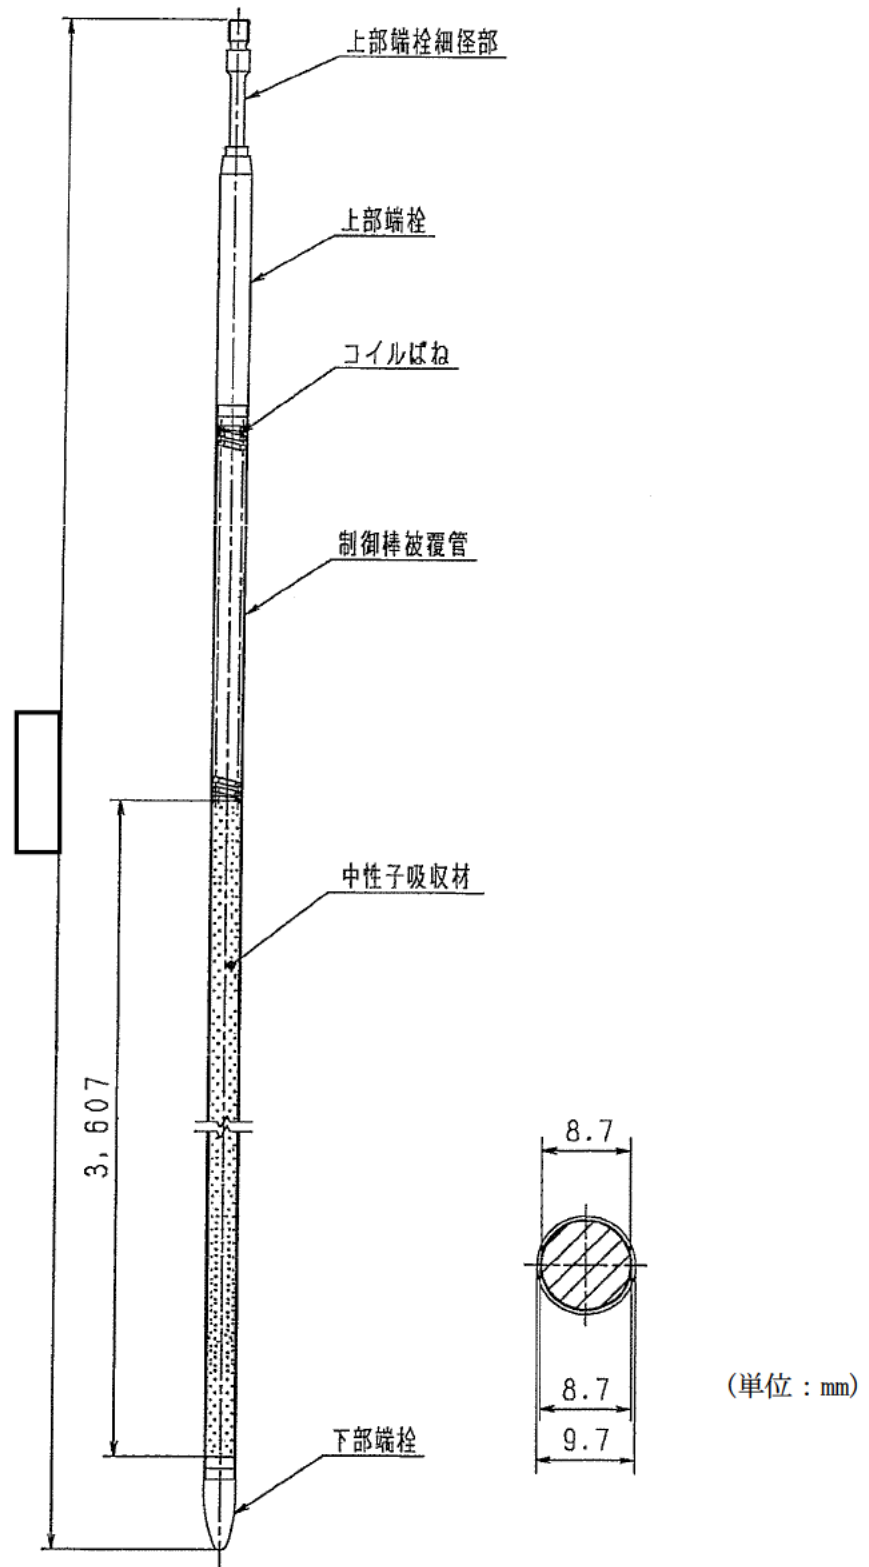 上部端栓細径部
上部端栓
コイルばね
制御棒被覆管
中性子吸収材
3,607
8.7
8.7
(単位：mm)
9.7
下部端栓